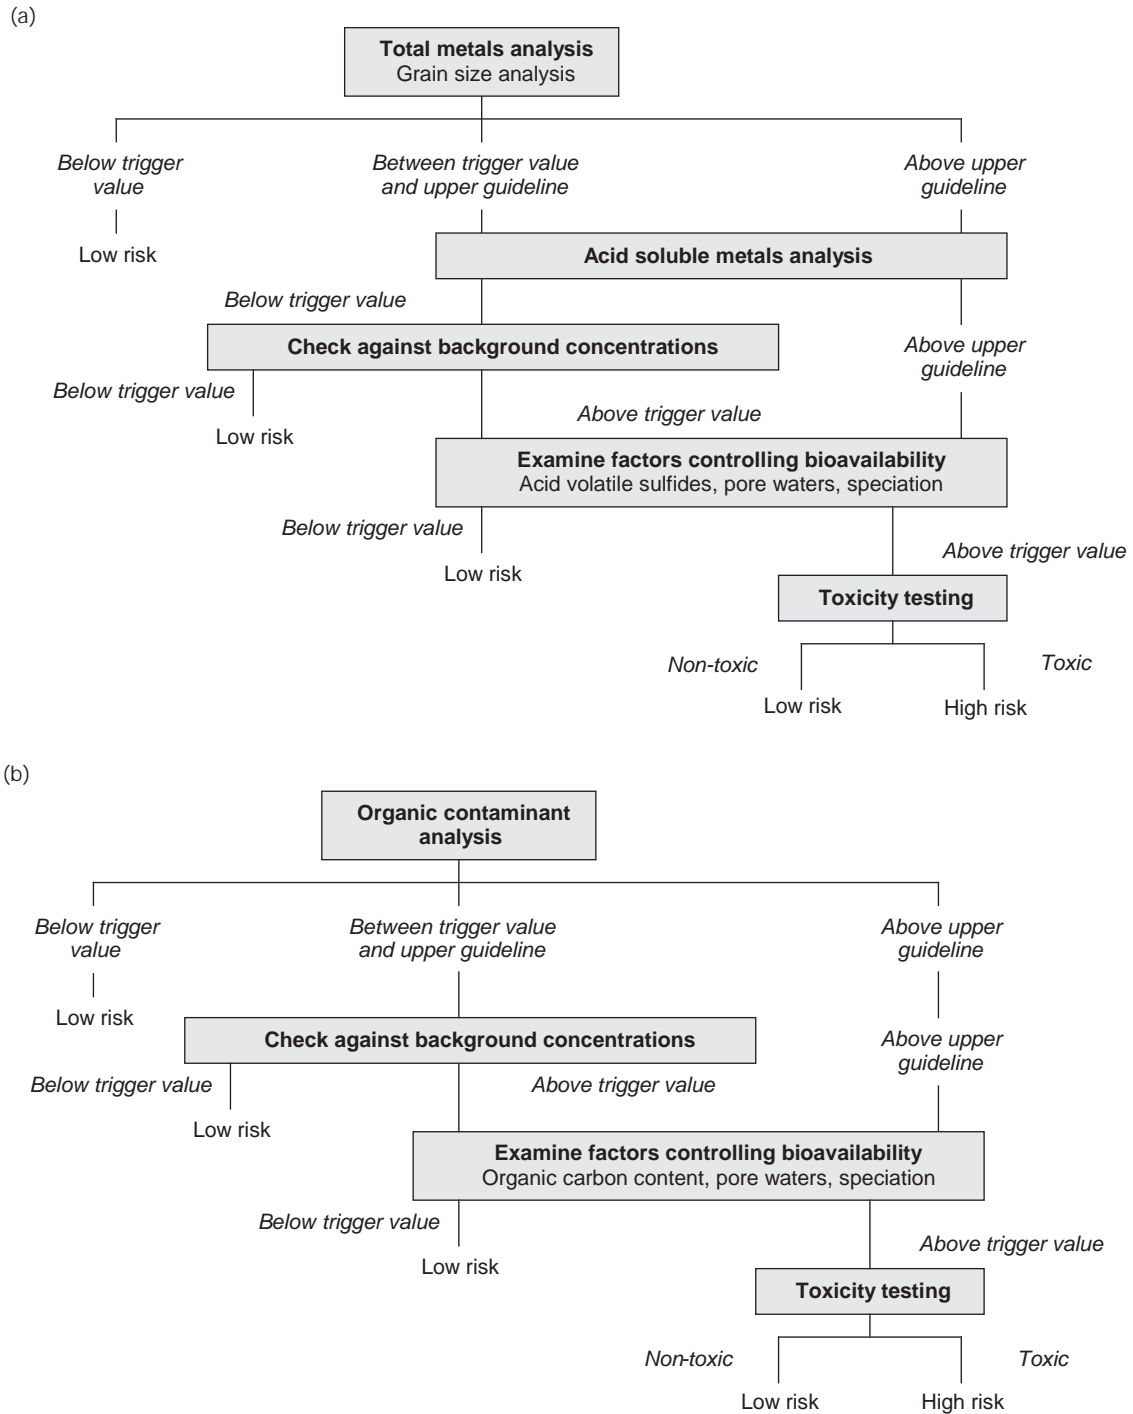 (a)
Total metals analysis
Grain size analysis
Below trigger
value
Between trigger value
and upper guideline
Above upper
guideline
Low risk
Acid soluble metals analysis
Below trigger value
Check against background concentrations
Above upper
guideline
Below trigger value
Low risk
Above trigger value
Examine factors controlling bioavailability
Acid volatile sulfides, pore waters, speciation
Below trigger value
Low risk
Above trigger value
Toxicity testing
Non-toxic
Toxic
Low risk
High risk
(b)
Organic contaminant
analysis
Below trigger
value
Between trigger value
and upper guideline
Above upper
guideline
Low risk
Check against background concentrations
Above upper
guideline
Below trigger value
Above trigger value
Low risk
Examine factors controlling bioavailability
Organic carbon content, pore waters, speciation
Below trigger value
Low risk
Above trigger value
Toxicity testing
Non-toxic
Toxic
Low risk
High risk